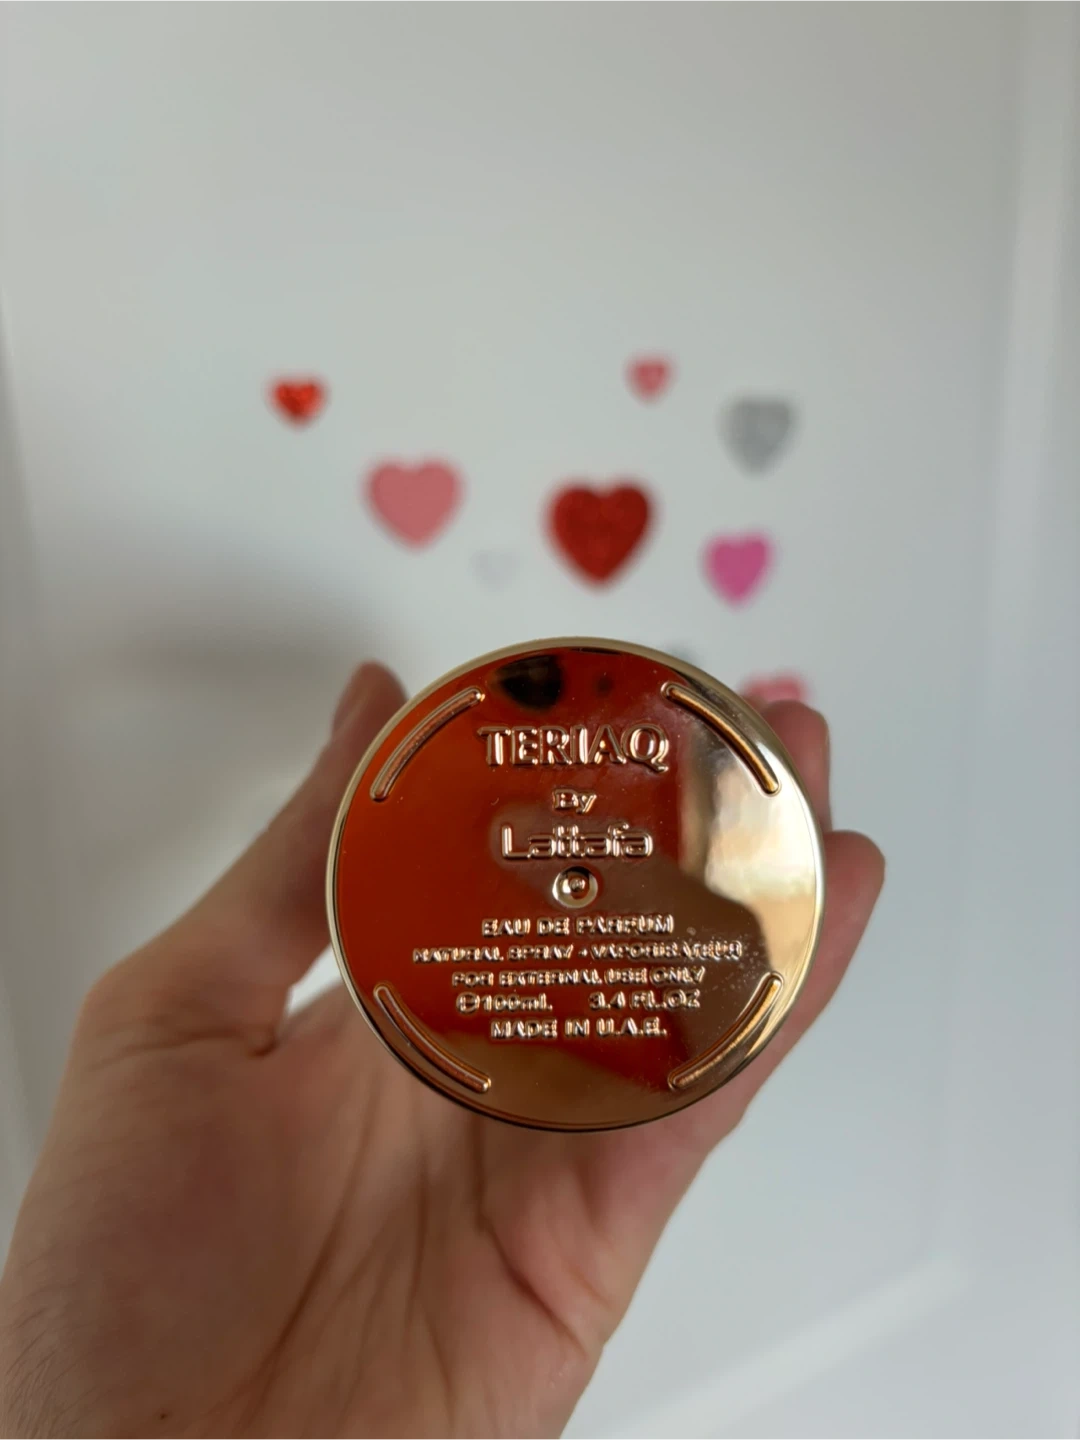 TERIAQ
By
Lattafa
EAU DE PARFUM
NATURAL SPRAY - VAPORISATEUR
FOR EXTERNAL USE ONLY
℮100mL 3.4 FL.OZ
MADE IN U.A.E.